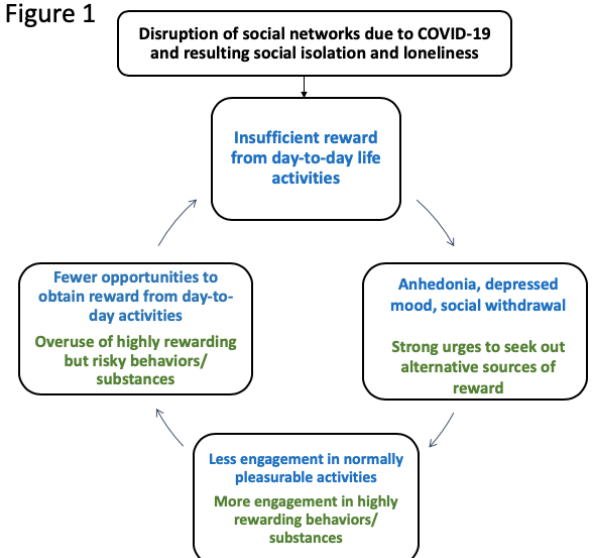 Figure 1
Disruption of social networks due to COVID-19
and resulting social isolation and loneliness
Insufficient reward
from day-to-day life
activities
Anhedonia, depressed
mood, social withdrawal
Strong urges to seek out
alternative sources of
reward
Less engagement in normally
pleasurable activities
More engagement in highly
rewarding behaviors/
substances
Fewer opportunities to
obtain reward from day-to-
day activities
Overuse of highly rewarding
but risky behaviors/
substances